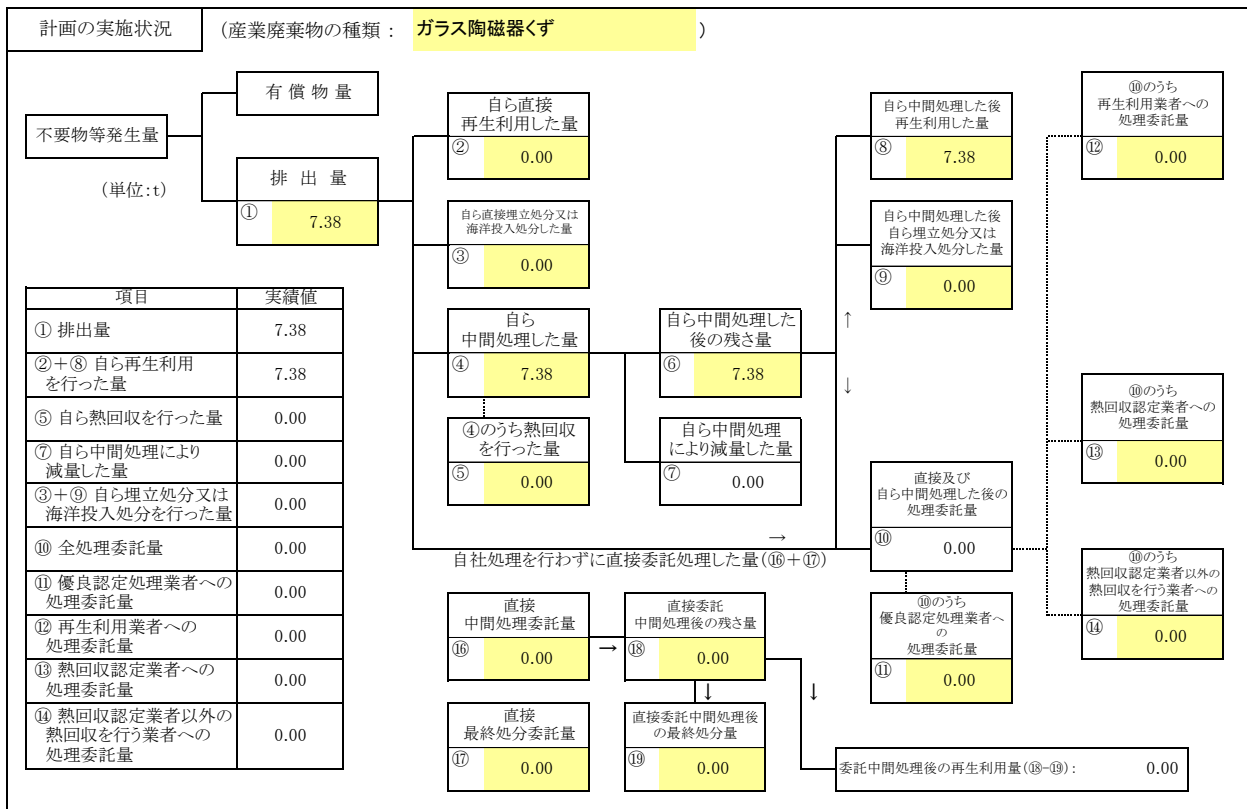 計画の実施状況
(産業廃棄物の種類： ガラス陶磁器くず )
有 償 物 量
不要物等発生量
(単位:t)
排 出 量
①
7.38
自ら直接
再生利用した量
②
0.00
自ら直接埋立処分又は
海洋投入処分した量
③
0.00
自ら
中間処理した量
④
7.38
④のうち熱回収
を行った量
⑤
0.00
自ら中間処理した
後の残さ量
⑥
7.38
自ら中間処理
により減量した量
⑦
0.00
自ら中間処理した後
再生利用した量
⑧
7.38
自ら中間処理した後
自ら埋立処分又は
海洋投入処分した量
⑨
0.00
↑
↓
直接及び
自ら中間処理した後の
処理委託量
⑩
0.00
⑩のうち
再生利用業者への
処理委託量
⑫
0.00
⑩のうち
熱回収認定業者への
処理委託量
⑬
0.00
⑩のうち
熱回収認定業者以外の
熱回収を行う業者への
処理委託量
⑭
0.00
⑩のうち
優良認定処理業者へ
の
処理委託量
⑪
0.00
→
自社処理を行わずに直接委託処理した量(⑯+⑰)
直接
中間処理委託量
⑯
0.00
→
直接委託
中間処理後の残さ量
⑱
0.00
↓
↓
直接
最終処分委託量
⑰
0.00
直接委託中間処理後
の最終処分量
⑲
0.00
委託中間処理後の再生利用量(⑱-⑲)： 0.00
項目 実績値
① 排出量 7.38
②+⑧ 自ら再生利用
を行った量 7.38
⑤ 自ら熱回収を行った量 0.00
⑦ 自ら中間処理により
減量した量 0.00
③+⑨ 自ら埋立処分又は
海洋投入処分を行った量 0.00
⑩ 全処理委託量 0.00
⑪ 優良認定処理業者への
処理委託量 0.00
⑫ 再生利用業者への
処理委託量 0.00
⑬ 熱回収認定業者への
処理委託量 0.00
⑭ 熱回収認定業者以外の
熱回収を行う業者への
処理委託量 0.00